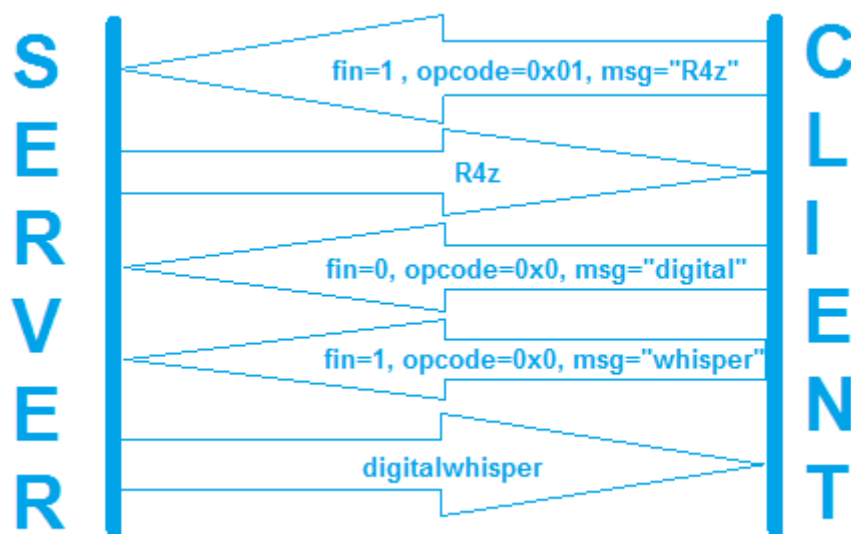 SERVER
fin=1 , opcode=0x01, msg="R4z"
R4z
fin=0, opcode=0x0, msg="digital"
fin=1, opcode=0x0, msg="whisper"
digitalwhisper
CLIENT